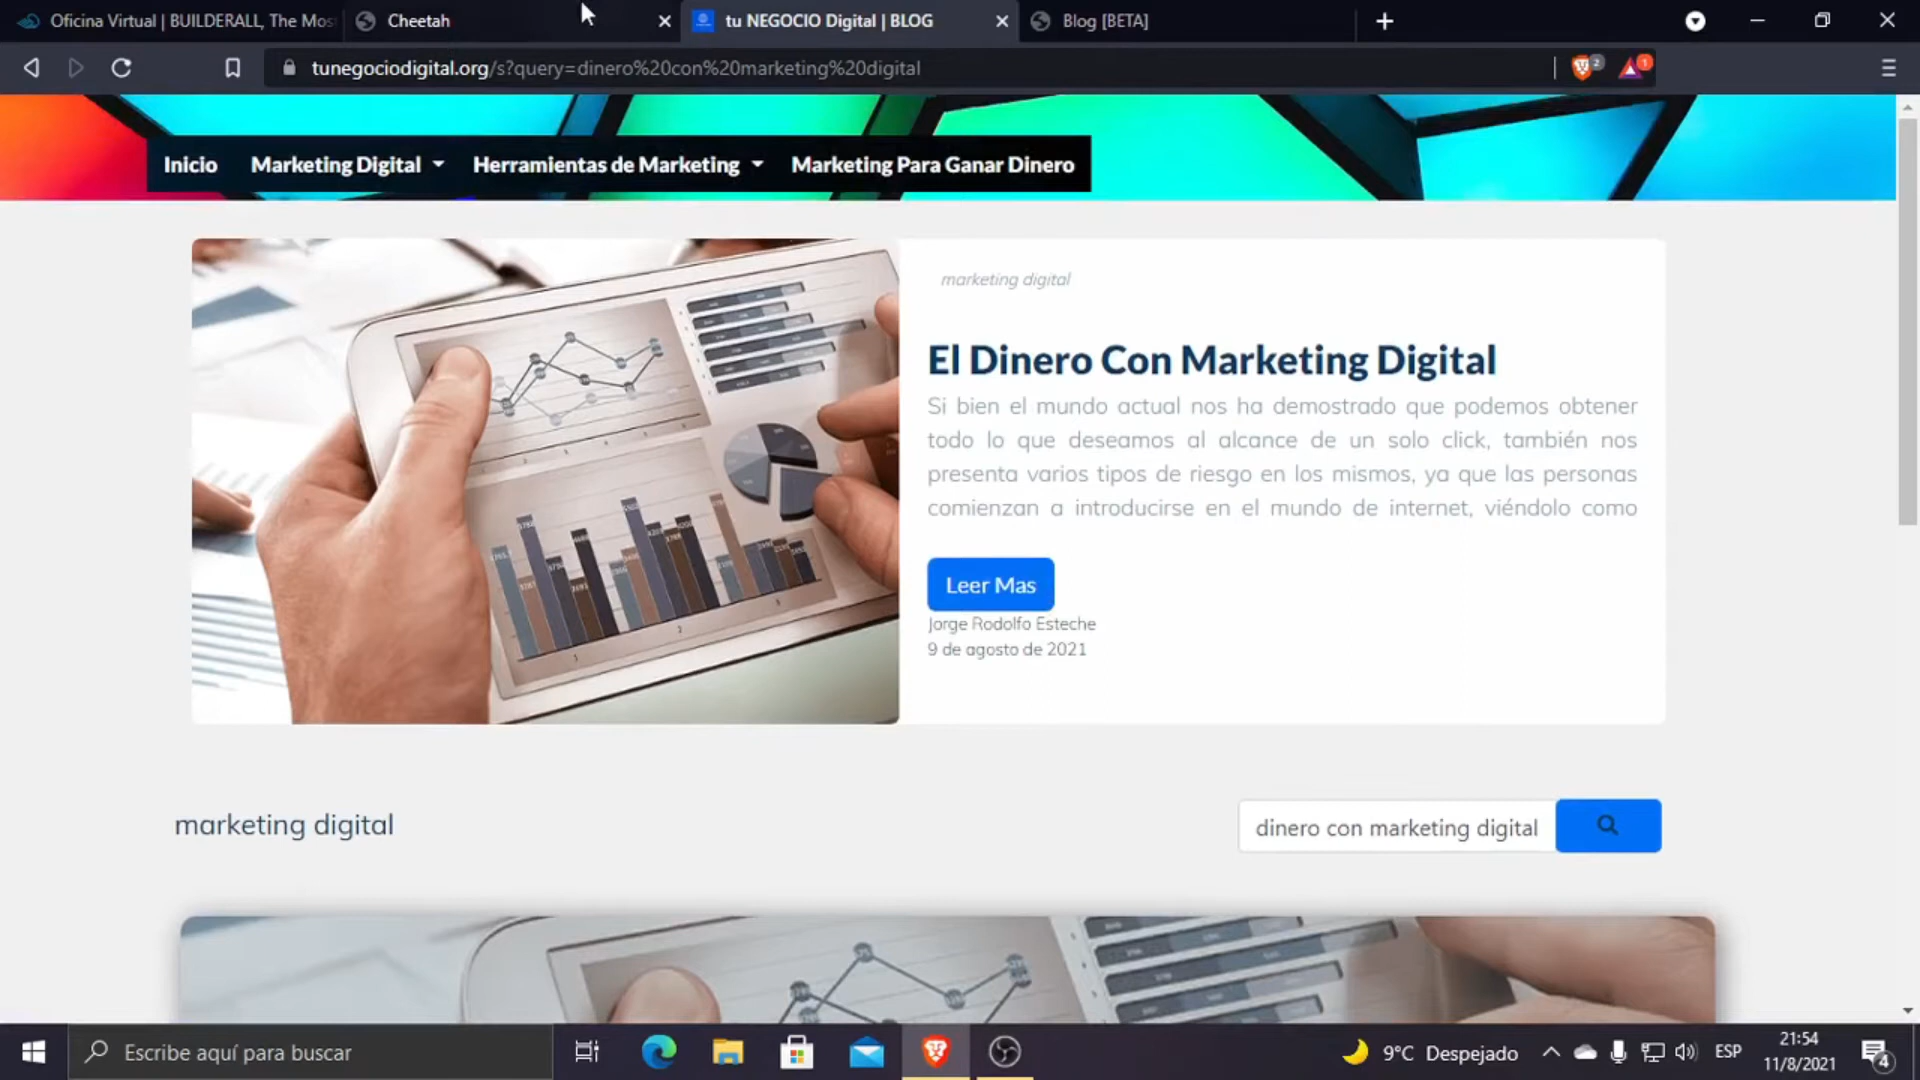 Oficina Virtual | BUILDERALL, The Mos
Cheetah
tu NEGOCIO Digital | BLOG
Blog [BETA]
tunegociodigital.org/s?query=dinero%20con%20marketing%20digital
2
1
Inicio
Marketing Digital
Herramientas de Marketing
Marketing Para Ganar Dinero
marketing digital
El Dinero Con Marketing Digital
Si bien el mundo actual nos ha demostrado que podemos obtener
todo lo que deseamos al alcance de un solo click, también nos
presenta varios tipos de riesgo en los mismos, ya que las personas
comienzan a introducirse en el mundo de internet, viéndolo como
Leer Mas
Jorge Rodolfo Esteche
9 de agosto de 2021
marketing digital
dinero con marketing digital
Escribe aquí para buscar
9°C Despejado
ESP
21:54
11/8/2021
4